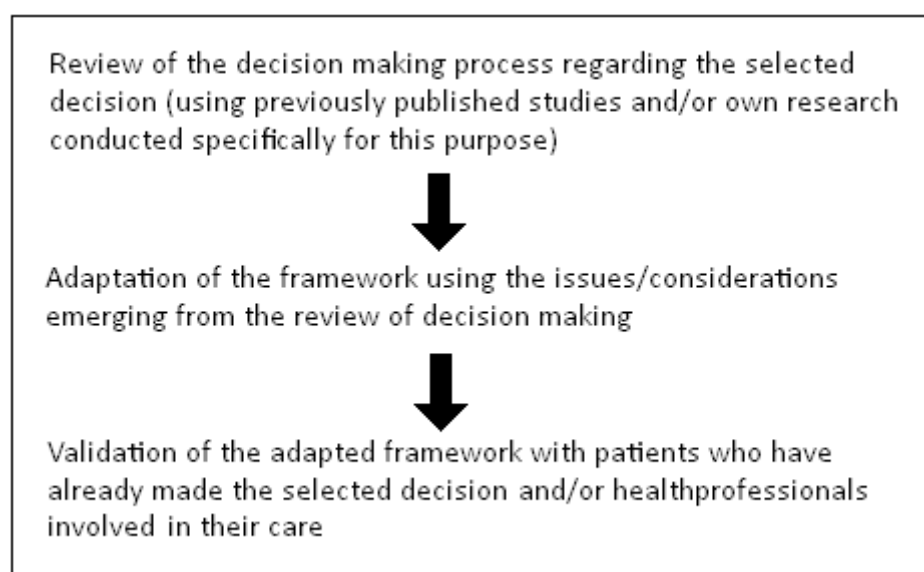 Review of the decision making process regarding the selected
decision (using previously published studies and/or own research
conducted specifically for this purpose)
Adaptation of the framework using the issues/considerations
emerging from the review of decision making
Validation of the adapted framework with patients who have
already made the selected decision and/or healthprofessionals
involved in their care